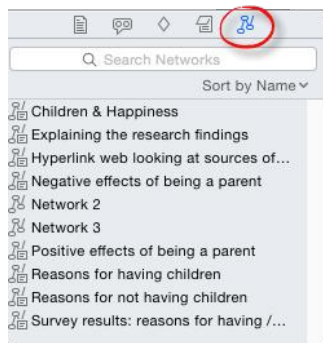 Search Networks
Sort by Name
Children & Happiness
Explaining the research findings
Hyperlink web looking at sources of...
Negative effects of being a parent
Network 2
Network 3
Positive effects of being a parent
Reasons for having children
Reasons for not having children
Survey results: reasons for having /...